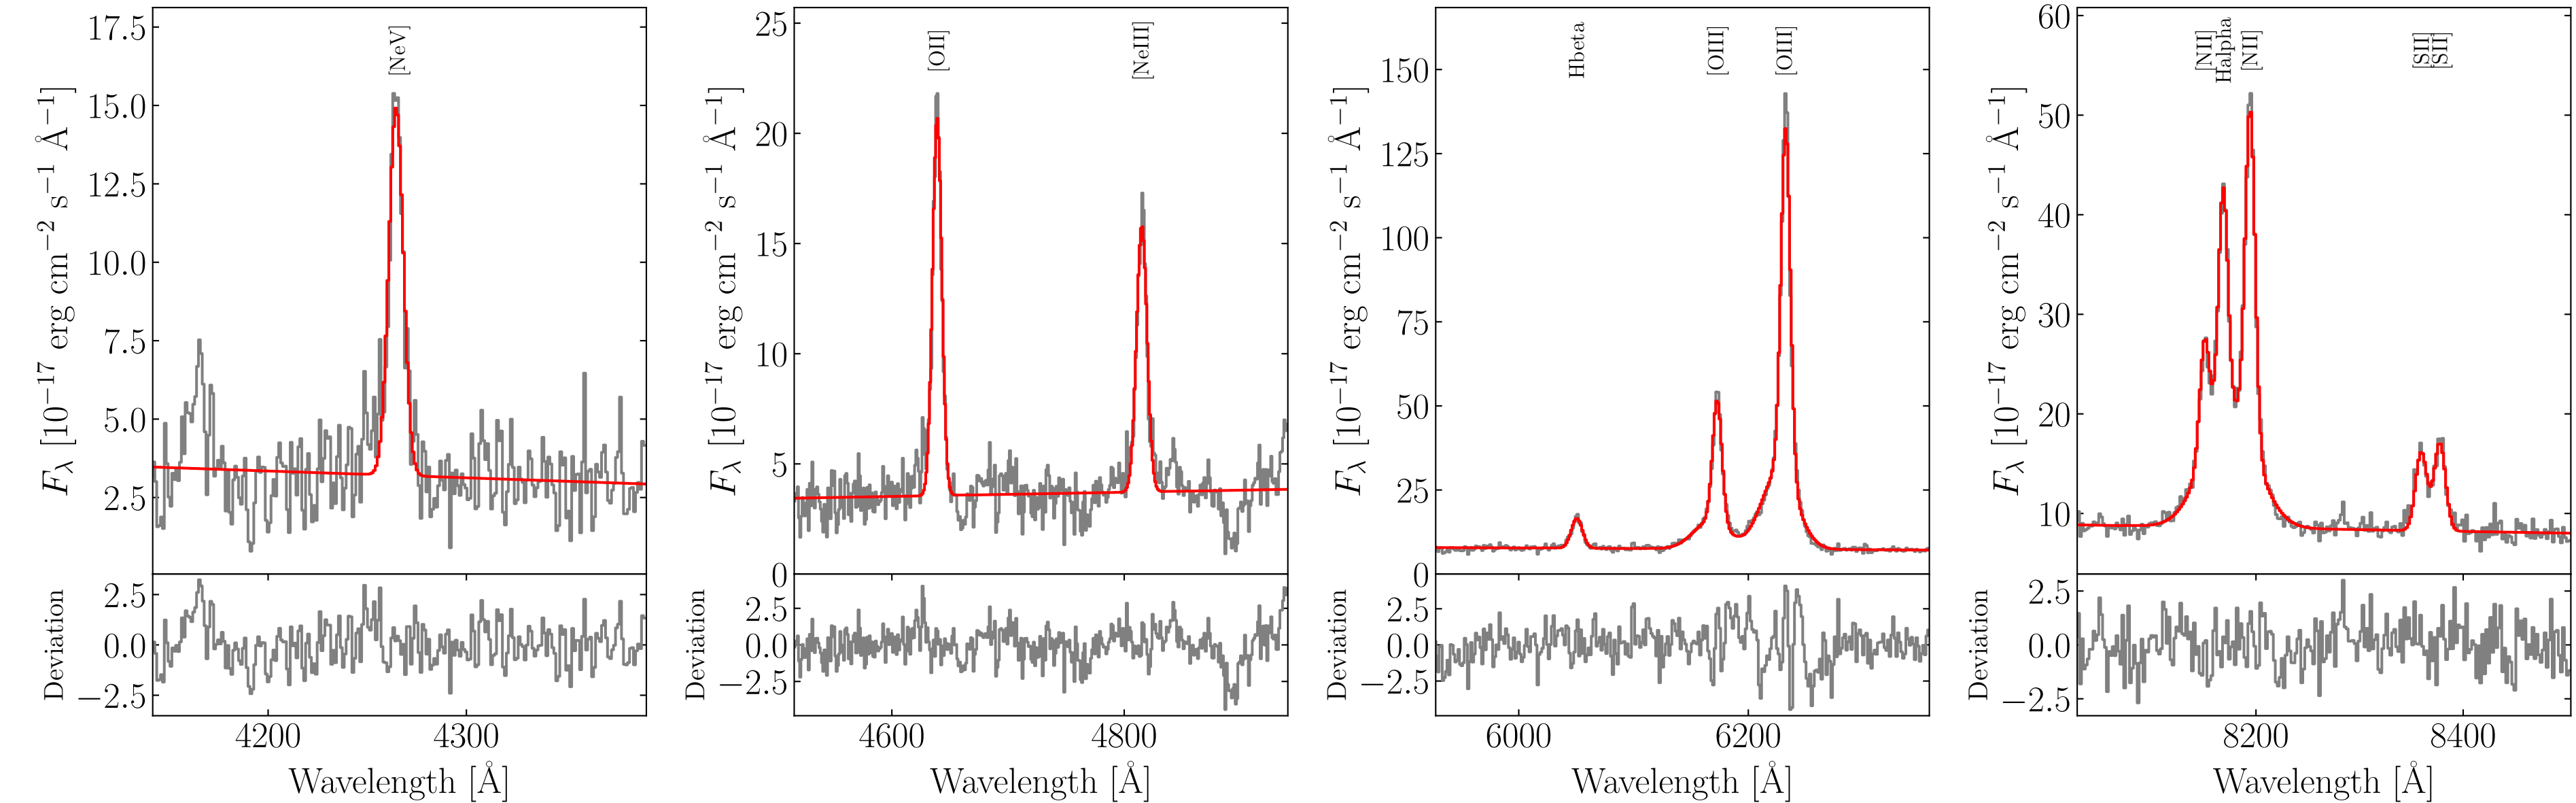 17.5
15.0
12.5
10.0
7.5
5.0
2.5
F_λ [10^−17 erg cm^−2 s^−1 Å^−1]
[NeV]
2.5
0.0
−2.5
Deviation
4200 4300
Wavelength [Å]
25
20
15
10
5
0
F_λ [10^−17 erg cm^−2 s^−1 Å^−1]
[OII] [NeIII]
2.5
0.0
−2.5
Deviation
4600 4800
Wavelength [Å]
150
125
100
75
50
25
0
F_λ [10^−17 erg cm^−2 s^−1 Å^−1]
Hbeta [OIII] [OIII]
2.5
0.0
−2.5
Deviation
6000 6200
Wavelength [Å]
60
50
40
30
20
10
F_λ [10^−17 erg cm^−2 s^−1 Å^−1]
[NII]
Halpha
[NII]
[SII]
[SII]
2.5
0.0
−2.5
Deviation
8200 8400
Wavelength [Å]